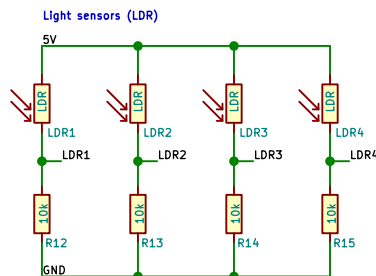 Light sensors (LDR)
5V
LDR LDR LDR LDR
LDR1 LDR2 LDR3 LDR4
LDR1 LDR2 LDR3 LDR4
10k 10k 10k 10k
R12 R13 R14 R15
GND